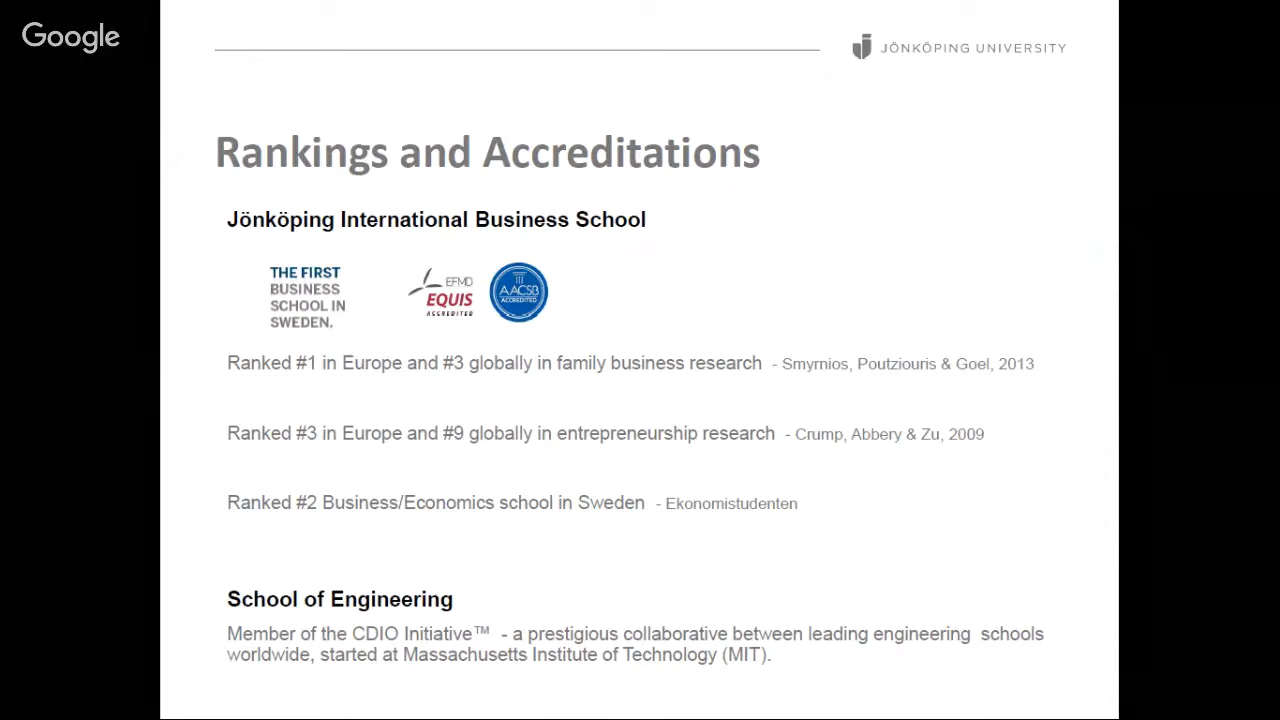 Google
JÖNKÖPING UNIVERSITY
Rankings and Accreditations
Jönköping International Business School
THE FIRST
BUSINESS
SCHOOL IN
SWEDEN.
EFMD
EQUIS
ACCREDITED
AACSB
ACCREDITED
Ranked #1 in Europe and #3 globally in family business research - Smyrnios, Poutziouris & Goel, 2013
Ranked #3 in Europe and #9 globally in entrepreneurship research - Crump, Abbery & Zu, 2009
Ranked #2 Business/Economics school in Sweden - Ekonomistudenten
School of Engineering
Member of the CDIO Initiative™ - a prestigious collaborative between leading engineering schools
worldwide, started at Massachusetts Institute of Technology (MIT).